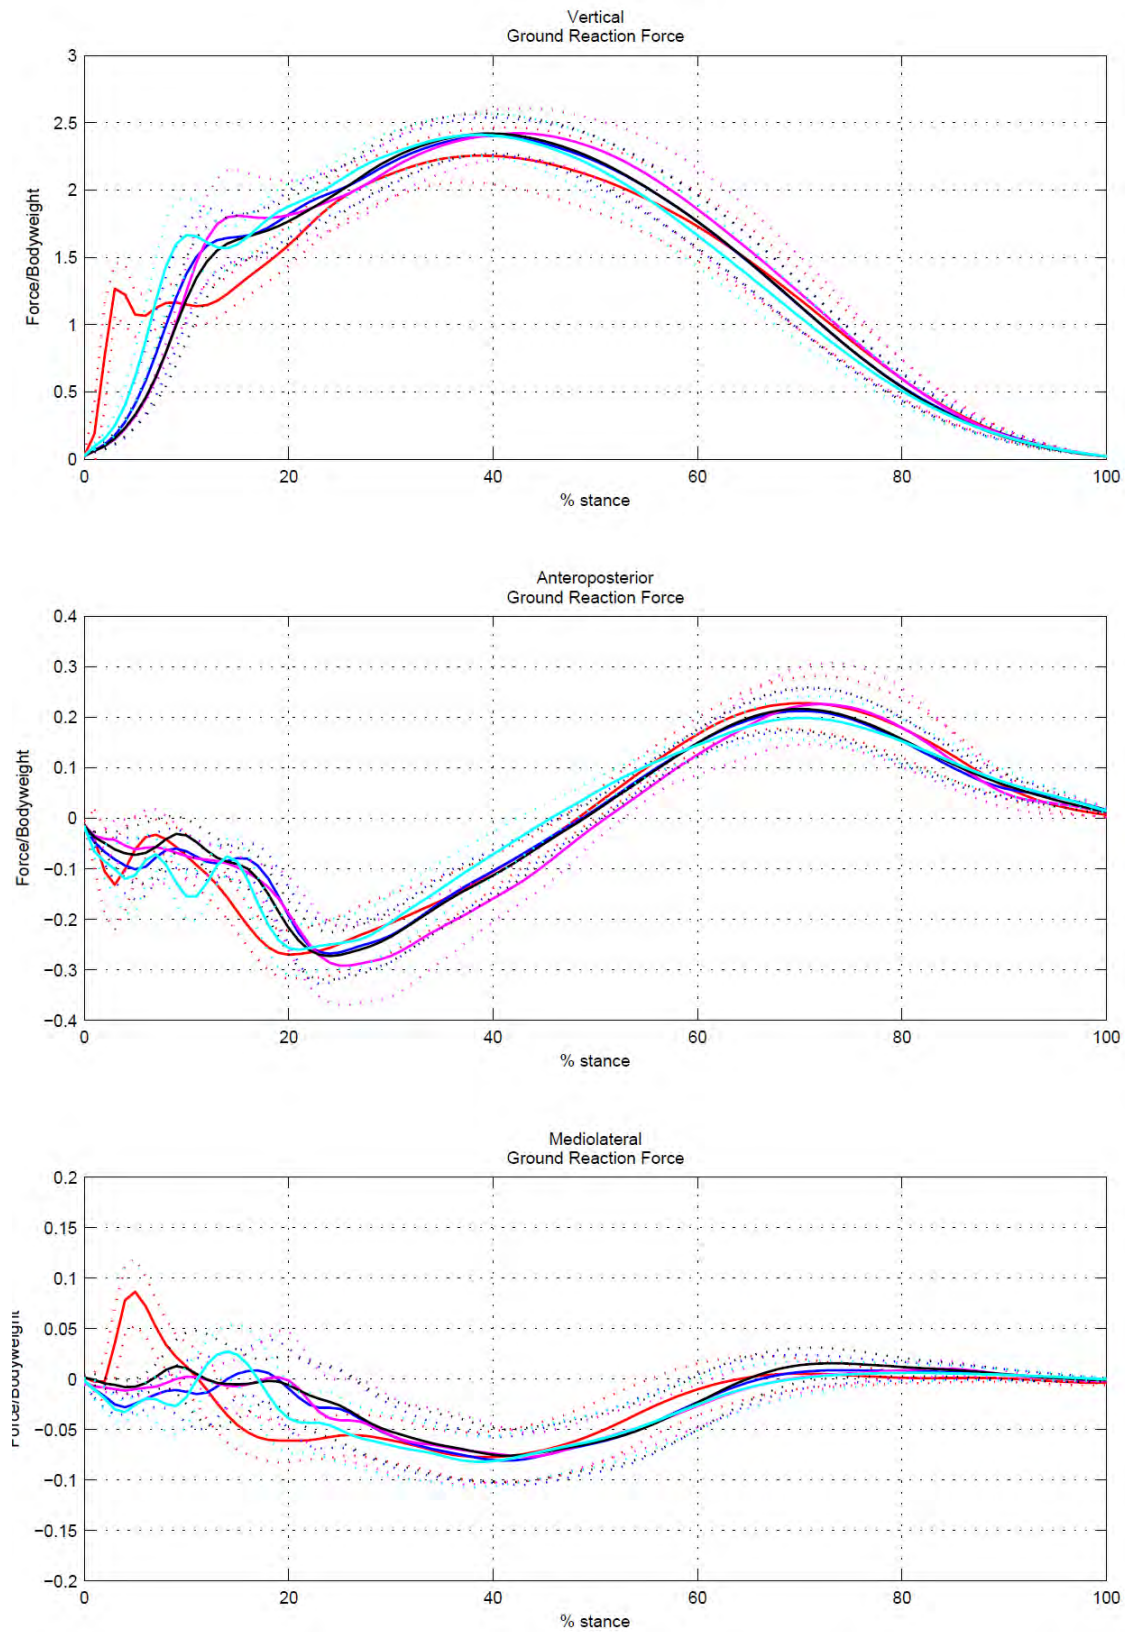 Vertical
Ground Reaction Force
3
2.5
2
1.5
1
0.5
0
Force/Bodyweight
0 20 40 60 80 100
% stance
Anteroposterior
Ground Reaction Force
0.4
0.3
0.2
0.1
0
−0.1
−0.2
−0.3
−0.4
Force/Bodyweight
0 20 40 60 80 100
% stance
Mediolateral
Ground Reaction Force
0.2
0.15
0.1
0.05
0
−0.05
−0.1
−0.15
−0.2
Force/Bodyweight
0 20 40 60 80 100
% stance